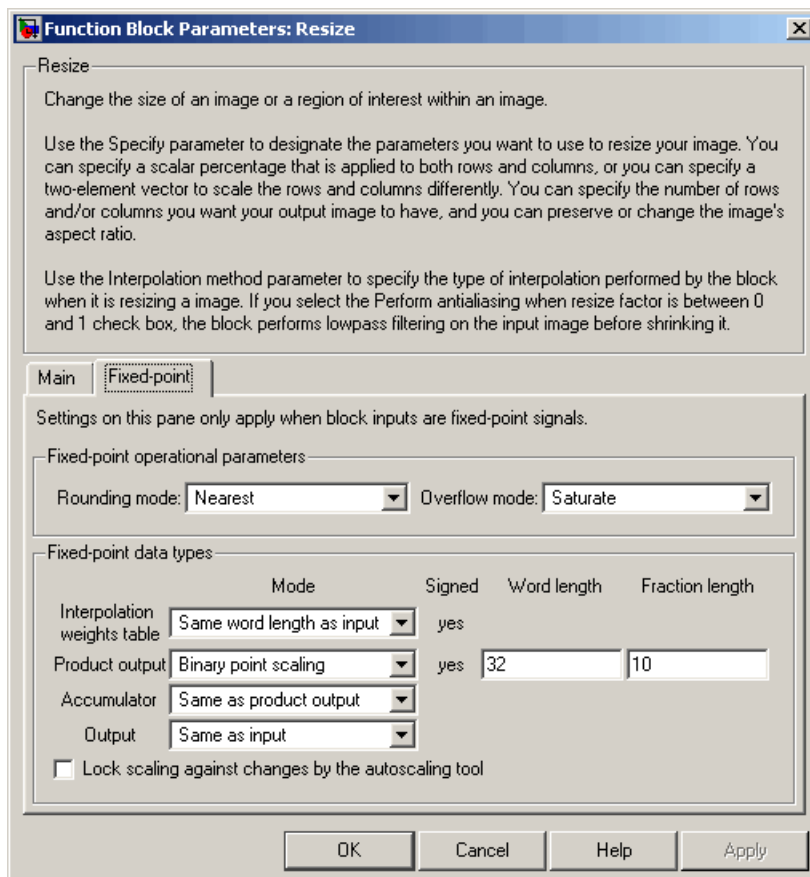 Function Block Parameters: Resize
Resize
Change the size of an image or a region of interest within an image.
Use the Specify parameter to designate the parameters you want to use to resize your image. You
can specify a scalar percentage that is applied to both rows and columns, or you can specify a
two-element vector to scale the rows and columns differently. You can specify the number of rows
and/or columns you want your output image to have, and you can preserve or change the image's
aspect ratio.
Use the Interpolation method parameter to specify the type of interpolation performed by the block
when it is resizing a image. If you select the Perform antialiasing when resize factor is between 0
and 1 check box, the block performs lowpass filtering on the input image before shrinking it.
Main Fixed-point
Settings on this pane only apply when block inputs are fixed-point signals.
Fixed-point operational parameters
Rounding mode: Nearest Overflow mode: Saturate
Fixed-point data types
Mode Signed Word length Fraction length
Interpolation
weights table Same word length as input yes
Product output Binary point scaling yes 32 10
Accumulator Same as product output
Output Same as input
Lock scaling against changes by the autoscaling tool
OK Cancel Help Apply